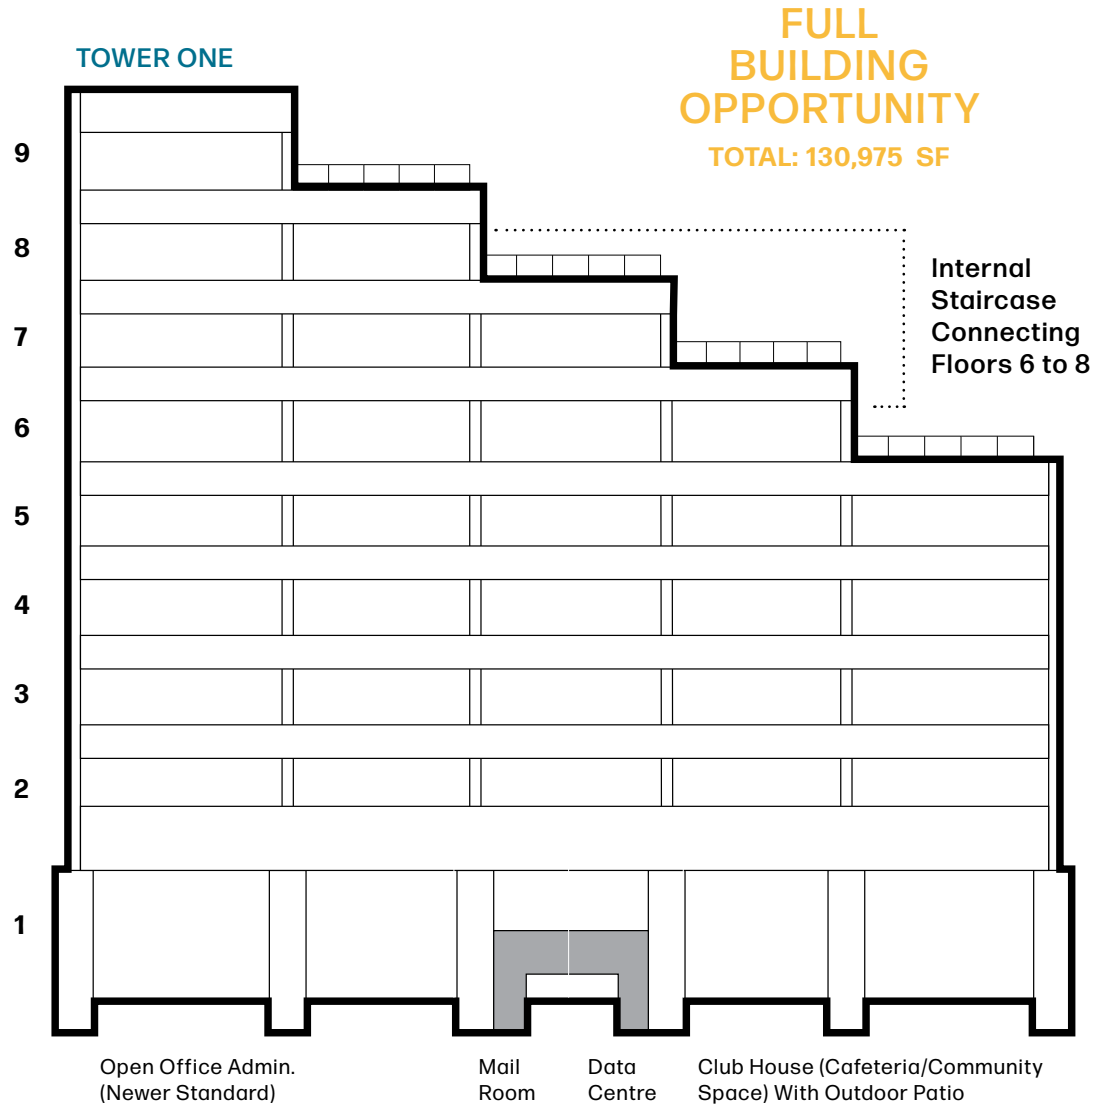 TOWER ONE
FULL
BUILDING
OPPORTUNITY
TOTAL: 130,975 SF
9
8
7
6
5
4
3
2
1
Internal
Staircase
Connecting
Floors 6 to 8
Open Office Admin.
(Newer Standard)
Mail
Room
Data
Centre
Club House (Cafeteria/Community
Space) With Outdoor Patio